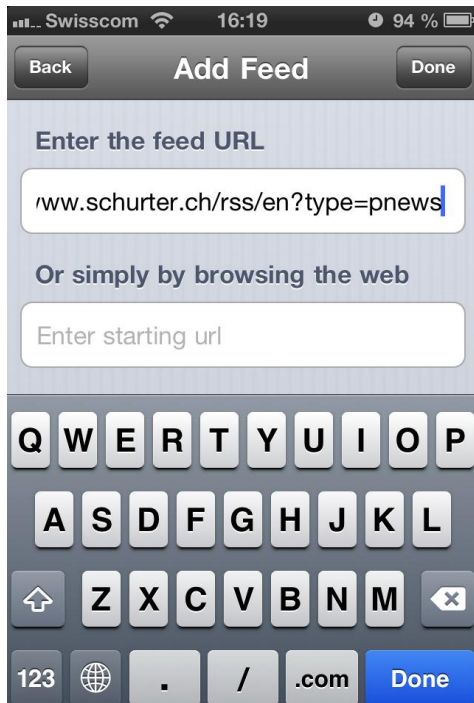 Swisscom 16:19 94 %
Back Add Feed Done
Enter the feed URL
www.schurter.ch/rss/en?type=pnews
Or simply by browsing the web
Enter starting url
Q W E R T Y U I O P
A S D F G H J K L
Z X C V B N M
123 . / .com Done